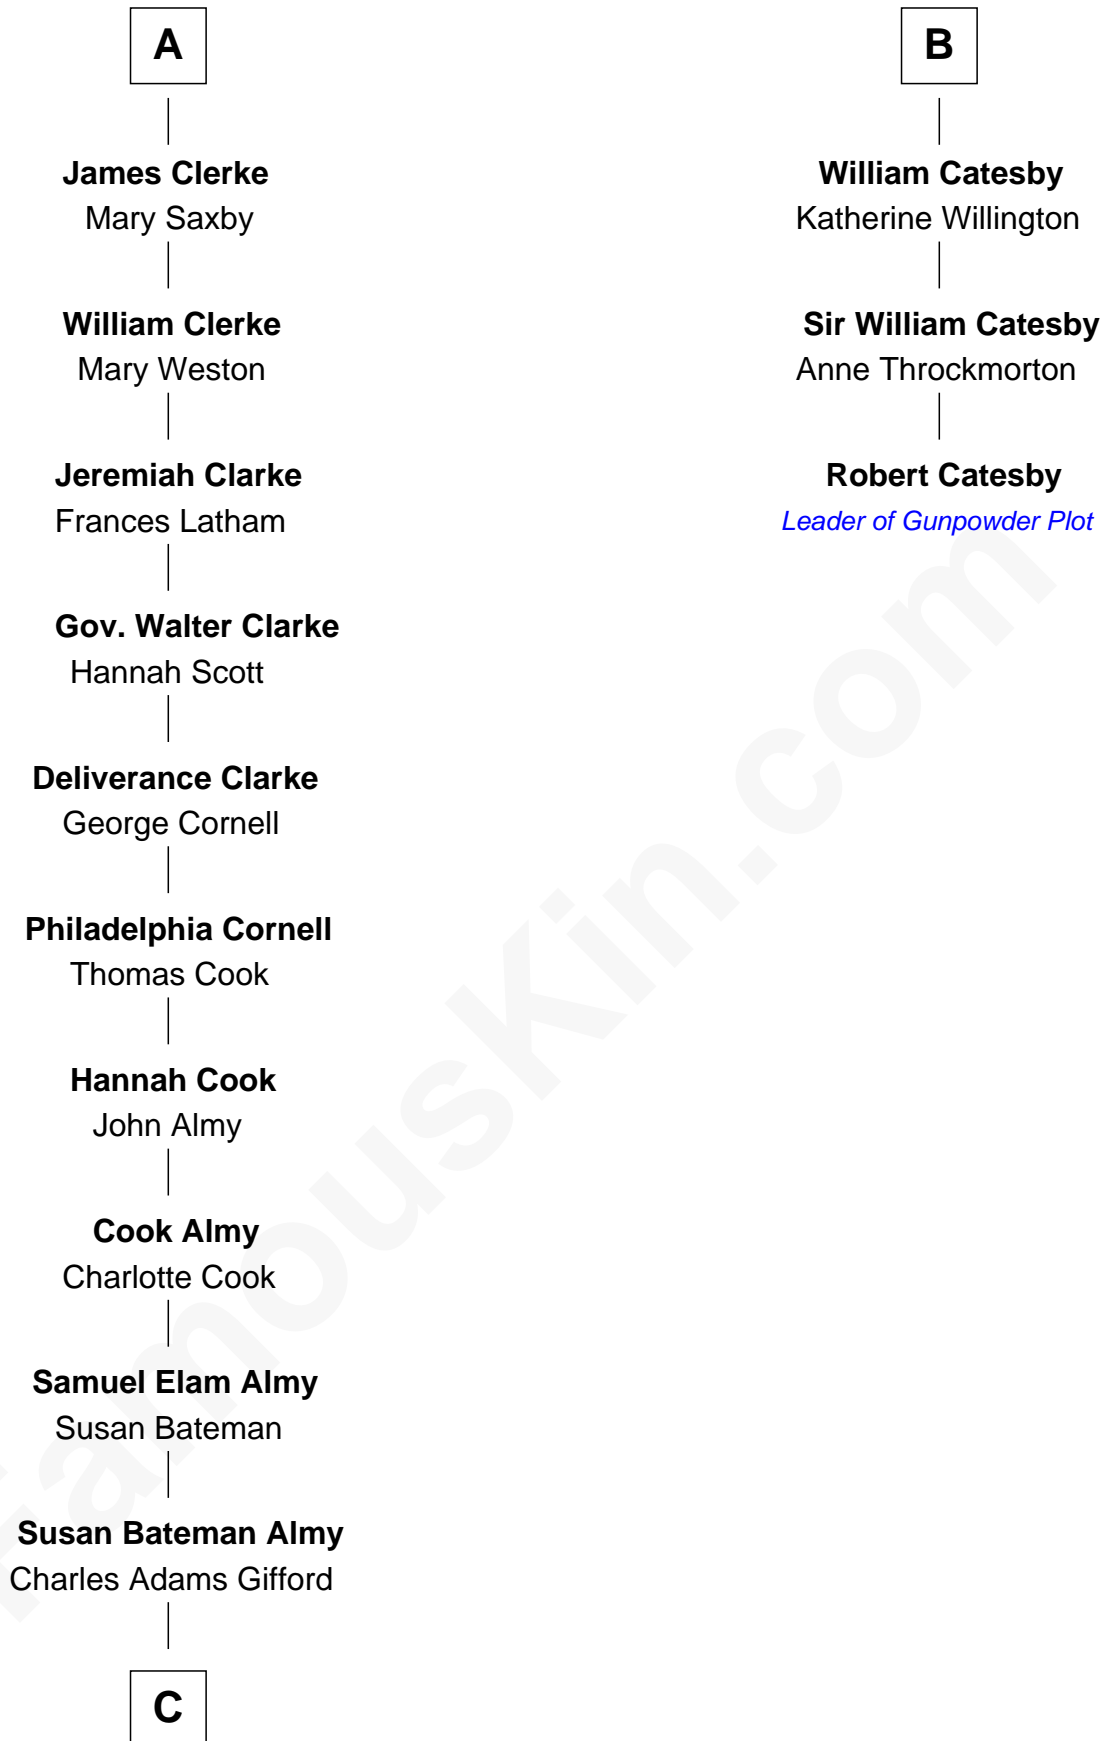 A
James Clerke
Mary Saxby
William Clerke
Mary Weston
Jeremiah Clarke
Frances Latham
Gov. Walter Clarke
Hannah Scott
Deliverance Clarke
George Cornell
Philadelphia Cornell
Thomas Cook
Hannah Cook
John Almy
Cook Almy
Charlotte Cook
Samuel Elam Almy
Susan Bateman
Susan Bateman Almy
Charles Adams Gifford
C
B
William Catesby
Katherine Willington
Sir William Catesby
Anne Throckmorton
Robert Catesby
Leader of Gunpowder Plot
FamousKin.com